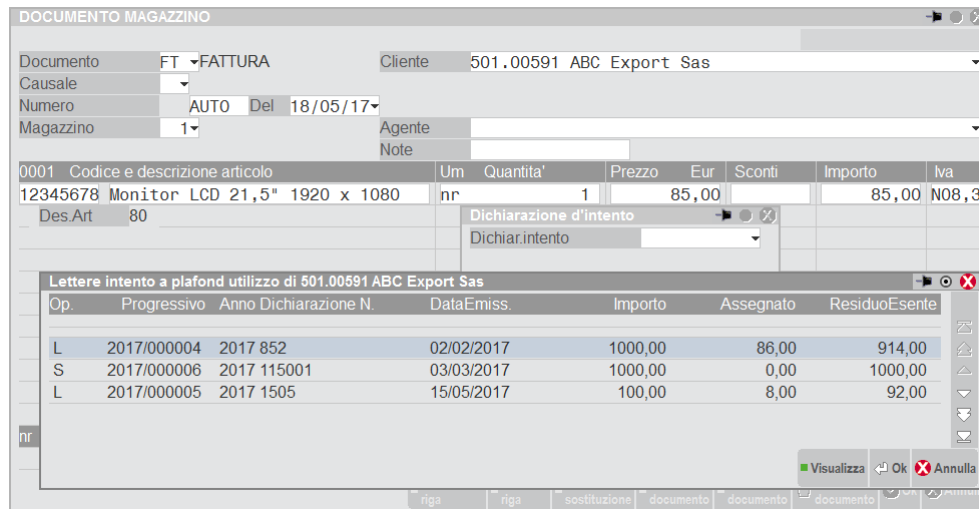 DOCUMENTO MAGAZZINO
Documento FT FATTURA Cliente 501.00591 ABC Export Sas
Causale
Numero AUTO Del 18/05/17
Magazzino 1 Agente
Note
0001 Codice e descrizione articolo Um Quantita' Prezzo Eur Sconti Importo Iva
12345678 Monitor LCD 21,5" 1920 x 1080 nr 1 85,00 85,00 N08,3
Des.Art 80
Dichiarazione d'intento
Dichiar.intento
Lettere intento a plafond utilizzo di 501.00591 ABC Export Sas
Op. Progressivo Anno Dichiarazione N. DataEmiss. Importo Assegnato ResiduoEsente
L 2017/000004 2017 852 02/02/2017 1000,00 86,00 914,00
S 2017/000006 2017 115001 03/03/2017 1000,00 0,00 1000,00
L 2017/000005 2017 1505 15/05/2017 100,00 8,00 92,00
nr
Visualizza Ok Annulla
riga riga sostituzione documento documento documento Ok